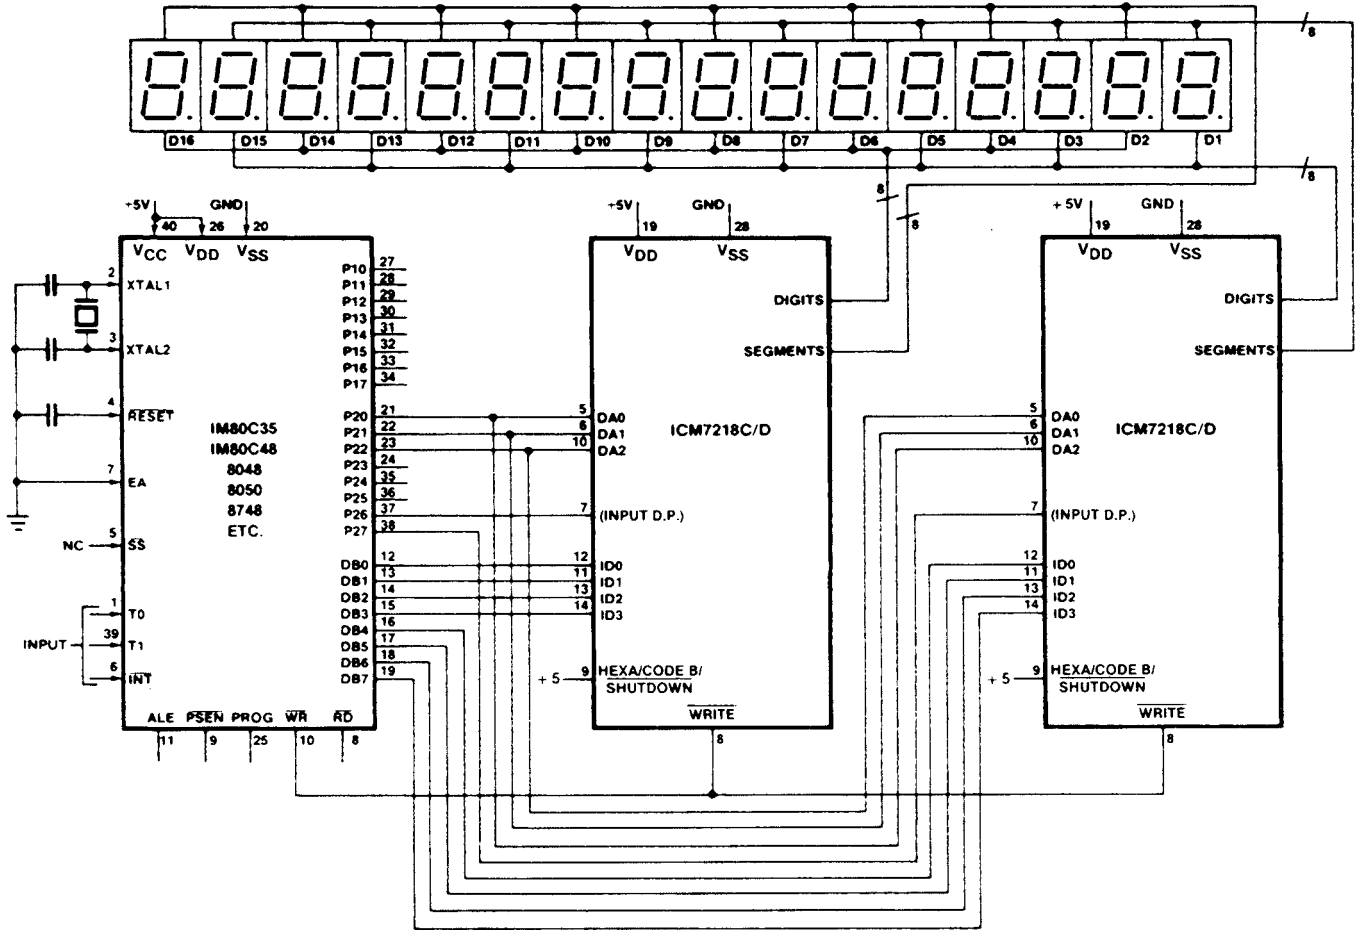 8
D16 D15 D14 D13 D12 D11 D10 D9 D8 D7 D6 D5 D4 D3 D2 D1
8
8
8
+5V GND
40 26 20
VCC VDD VSS
2 XTAL1
3 XTAL2
4 RESET
7 EA
NC 5 SS
INPUT
1 T0
39 T1
6 INT
IM80C35
IM80C48
8048
8050
8748
ETC.
P10 27
P11 28
P12 29
P13 30
P14 31
P15 32
P16 33
P17 34
P20 21
P21 22
P22 23
P23 24
P24 35
P25 36
P26 37
P27 38
DB0 12
DB1 13
DB2 14
DB3 15
DB4 16
DB5 17
DB6 18
DB7 19
ALE PSEN PROG WR RD
11 9 25 10 8
+5V GND
19 28
VDD VSS
DIGITS
SEGMENTS
5 DA0
6 DA1
10 DA2
ICM7218C/D
7 (INPUT D.P.)
12 ID0
11 ID1
13 ID2
14 ID3
+ 5 9 HEXA/CODE B/
SHUTDOWN
WRITE
8
+ 5V GND
19 28
VDD VSS
DIGITS
SEGMENTS
5 DA0
6 DA1
10 DA2
ICM7218C/D
7 (INPUT D.P.)
12 ID0
11 ID1
13 ID2
14 ID3
+ 5 9 HEXA/CODE B/
SHUTDOWN
WRITE
8